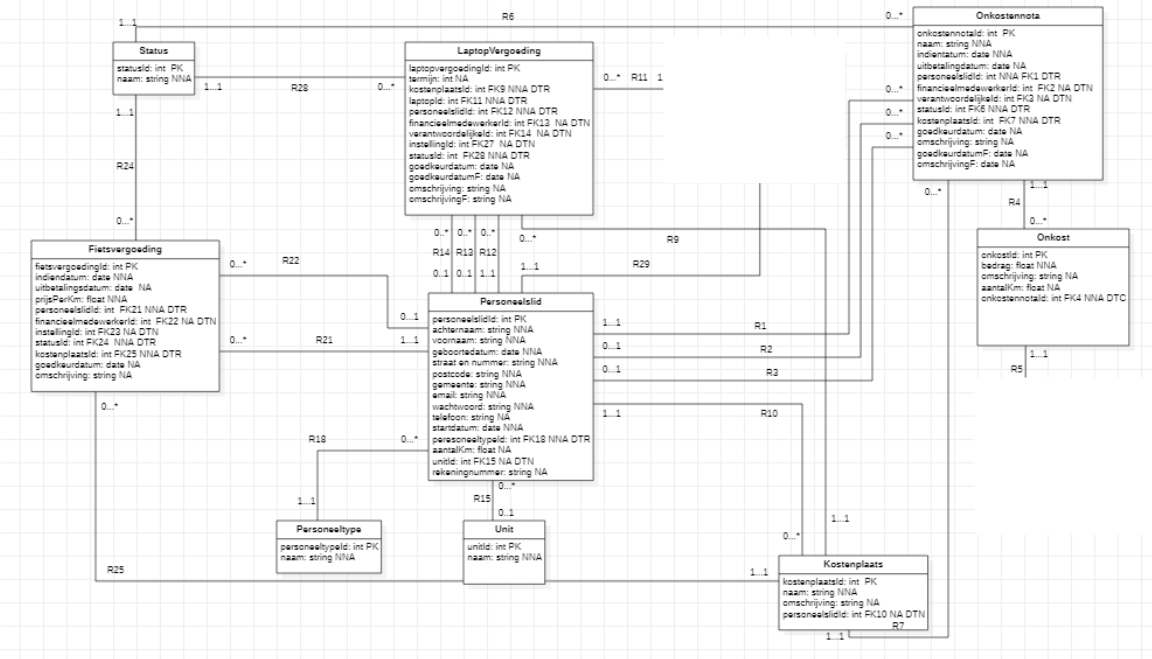 R6
1...1
0...*
Onkostennota
onkostennotaId: int PK
naam: string NNA
indientatum: date NNA
uitbetalingdatum: date NA
personeelslidId: int NNA FK1 DTR
financieelmedewerkerId: int FK2 NA DTN
verantwoordelijkeId: int FK3 NA DTN
statusId: int FK6 NNA DTR
kostenplaatsId: int FK7 NNA DTR
goedkeurdatum: date NA
omschrijving: string NA
goedkeurdatumF: date NA
omschrijvingF: date NA
Status
statusId: int PK
naam: string NNA
1...1
R28
0...*
LaptopVergoeding
laptopvergoedingId: int PK
termijn: int NA
kostenplaatsId: int FK9 NNA DTR
laptopId: int FK11 NNA DTR
personeelslidId: int FK12 NNA DTR
financieelmedewerkerId: int FK13 NA DTN
verantwoordelijkeId: int FK14 NA DTN
instellingId: int FK27 NA DTN
statusId: int FK28 NNA DTR
goedkeurdatum: date NA
goedkeurdatumF: date NA
omschrijving: string NA
omschrijvingF: string NA
0...*
R11
1
0...*
0...*
0...*
1...1
R24
0...*
0...*
1...1
R4
0...*
Fietsvergoeding
fietsvergoedingId: int PK
indiendatum: date NNA
uitbetalingsdatum: date NA
prijsPerKm: float NNA
personeelslidId: int FK21 NNA DTR
financieelmedewerkerId: int FK22 NA DTN
instellingId: int FK23 NA DTN
statusId: int FK24 NNA DTR
kostenplaatsId: int FK25 NNA DTR
goedkeurdatum: date NA
omschrijving: string NA
0..*
0..*
0..*
0...*
R9
R14
R13
R12
0..1
0..1
1...1
1...1
R29
Onkost
onkostId: int PK
bedrag: float NNA
omschrijving: string NA
aantalKm: float NA
onkostennotaId: int FK4 NNA DTC
0...*
R22
0...1
0...*
R21
1...1
Personeelslid
personeelslidId: int PK
achternaam: string NNA
voornaam: string NNA
geboortedatum: date NNA
straat en nummer: string NNA
postcode: string NNA
gemeente: string NNA
email: string NNA
wachtwoord: string NNA
telefoon: string NA
startdatum: date NNA
peresoneeltypeId: int FK18 NNA DTR
aantalKm: float NA
unitId: int FK15 NA DTN
rekeningnummer: string NA
1...1
R1
0...1
R2
0...1
R3
1...1
R10
1...1
R5
0...*
R18
0...*
1...1
0...*
R15
0..1
1...1
0...*
Personeeltype
personeeltypeId: int PK
naam: string NNA
Unit
unitId: int PK
naam: string NNA
R25
1...1
Kostenplaats
kostenplaatsId: int PK
naam: string NNA
omschrijving: string NA
personeelslidId: int FK10 NA DTN
R7
1...1